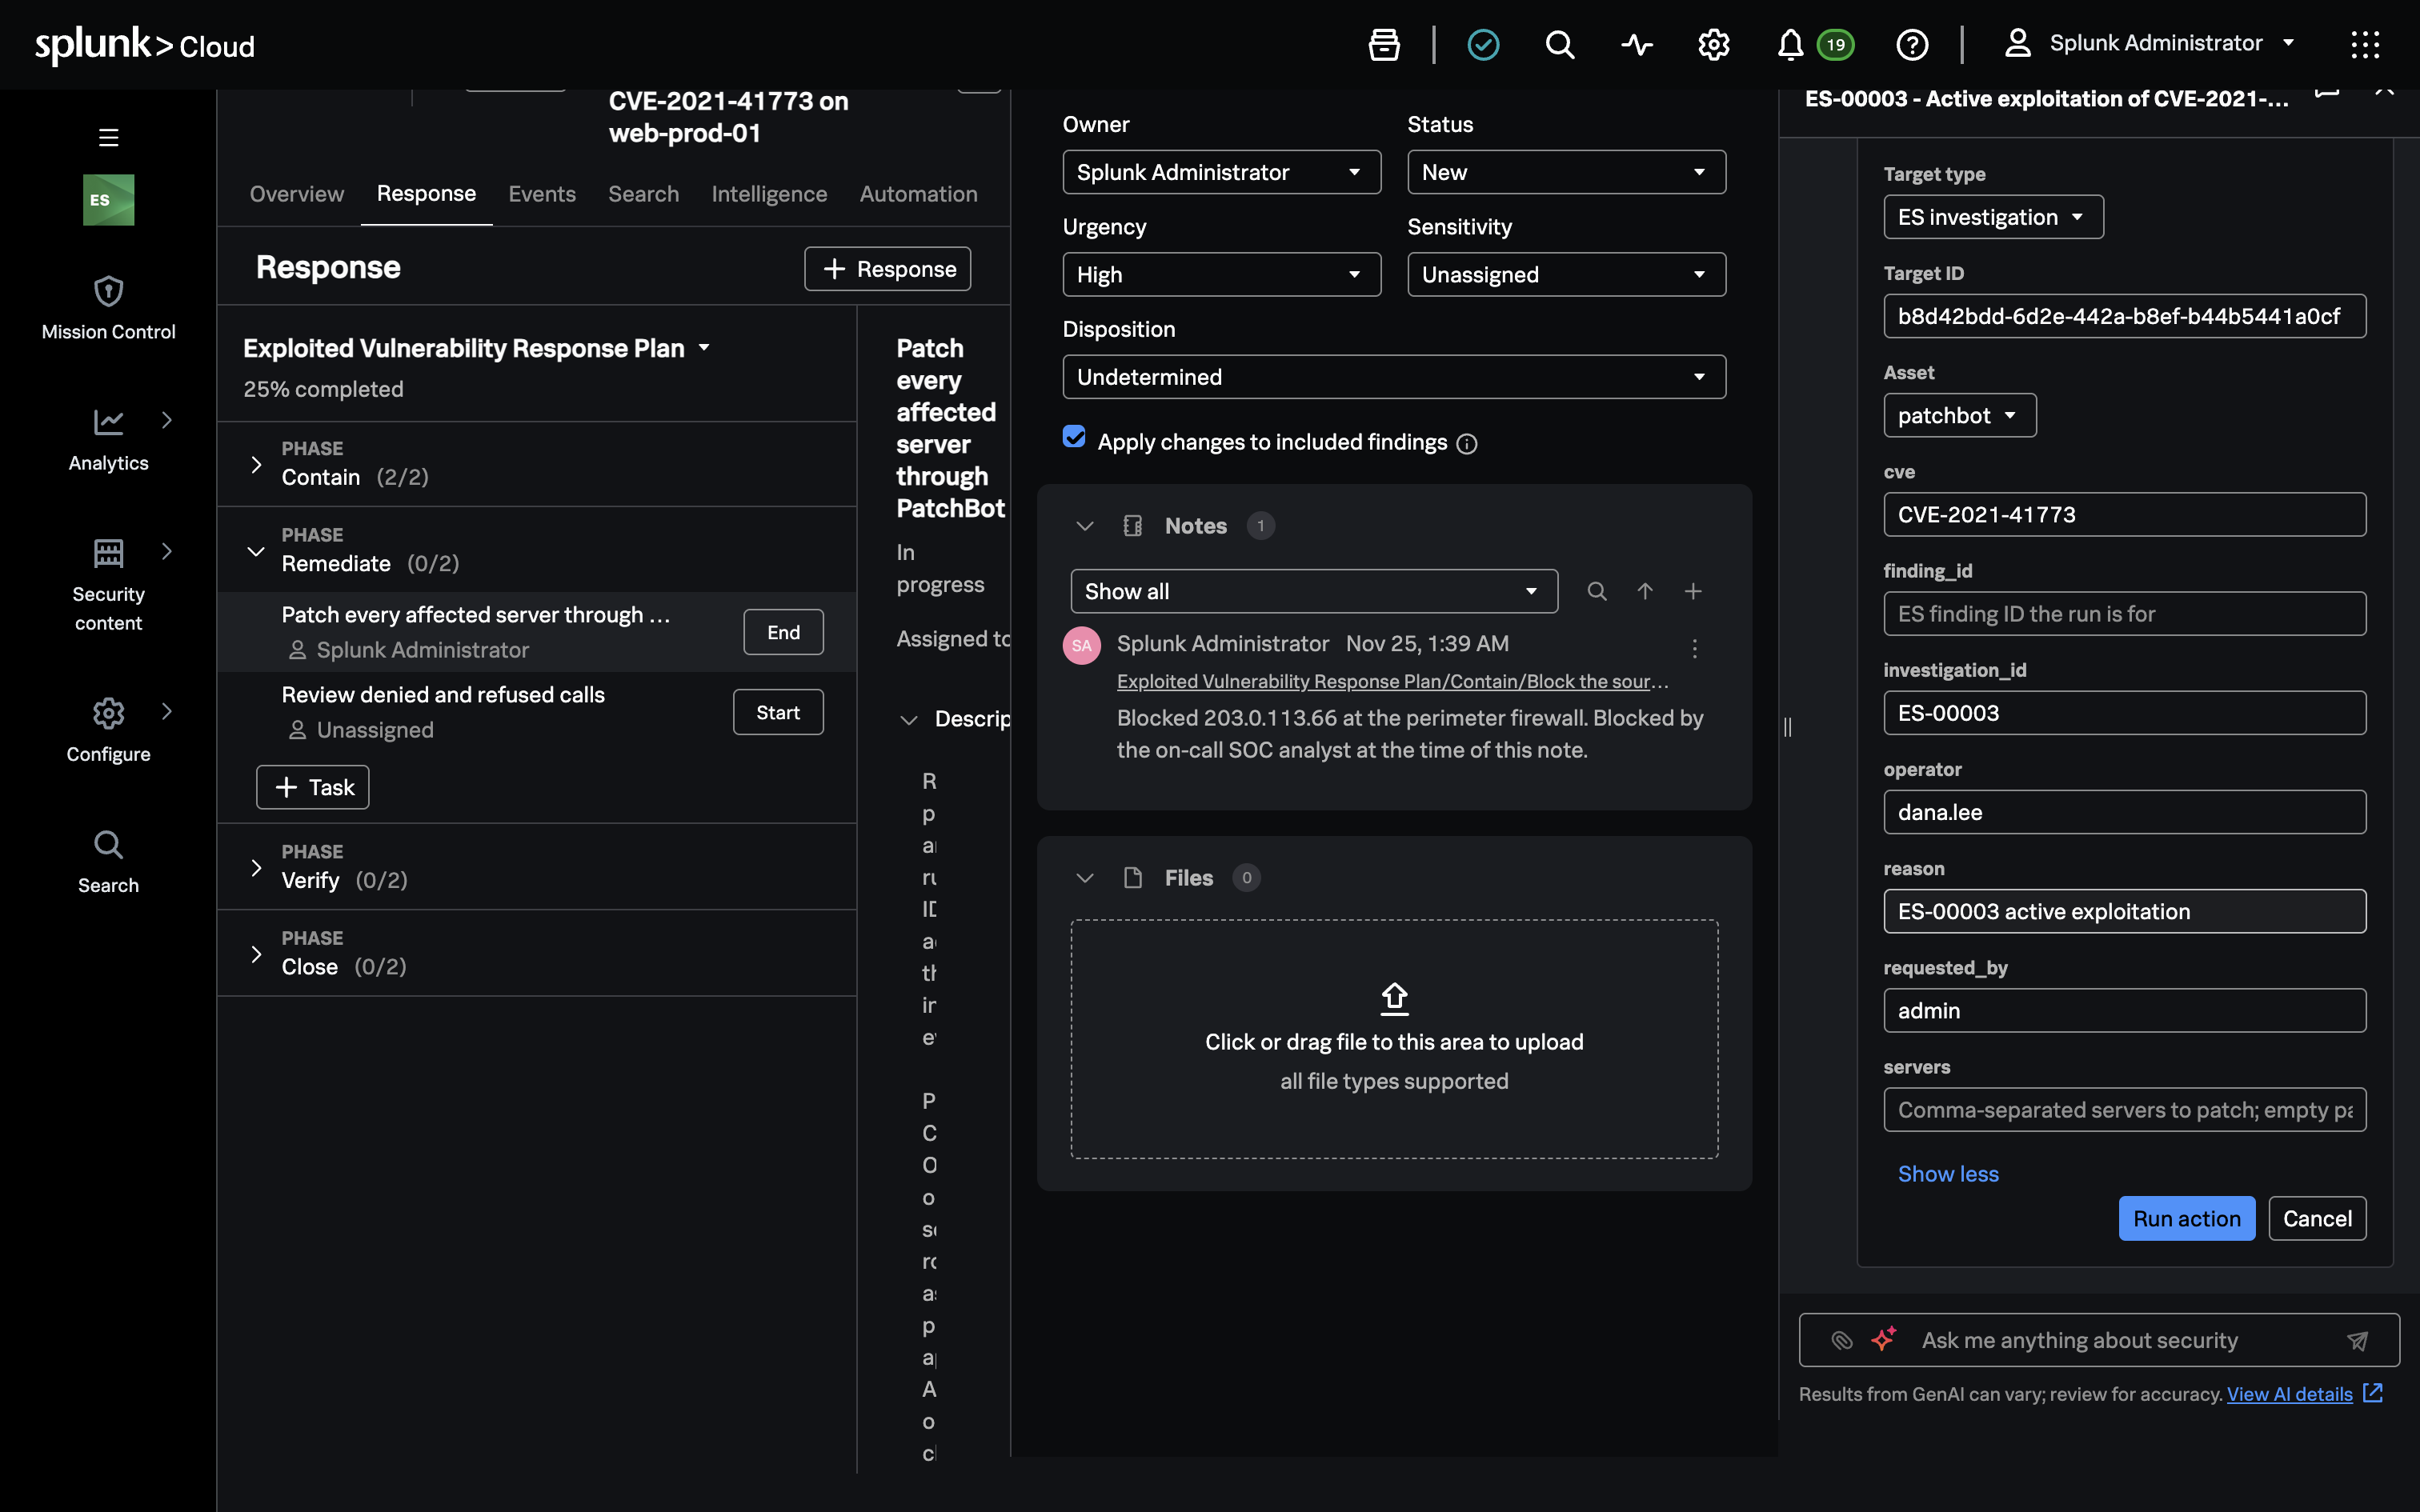 splunk> Cloud
19
Splunk Administrator
ES
Mission Control
Analytics
Security
content
Configure
Search
CVE-2021-41773 on
web-prod-01
Overview
Response
Events
Search
Intelligence
Automation
Response
Response
Exploited Vulnerability Response Plan
25% completed
PHASE
Contain (2/2)
PHASE
Remediate (0/2)
Patch every affected server through …
Splunk Administrator
End
Review denied and refused calls
Unassigned
Start
Task
PHASE
Verify (0/2)
PHASE
Close (0/2)
Patch
every
affected
server
through
PatchBot
In
progress
Assigned to
Descrip
Owner
Splunk Administrator
Status
New
Urgency
High
Sensitivity
Unassigned
Disposition
Undetermined
Apply changes to included findings
Notes 1
Show all
SA
Splunk Administrator Nov 25, 1:39 AM
Exploited Vulnerability Response Plan/Contain/Block the sour…
Blocked 203.0.113.66 at the perimeter firewall. Blocked by
the on-call SOC analyst at the time of this note.
Files 0
Click or drag file to this area to upload
all file types supported
ES-00003 - Active exploitation of CVE-2021-...
Target type
ES investigation
Target ID
b8d42bdd-6d2e-442a-b8ef-b44b5441a0cf
Asset
patchbot
cve
CVE-2021-41773
finding_id
ES finding ID the run is for
investigation_id
ES-00003
operator
dana.lee
reason
ES-00003 active exploitation
requested_by
admin
servers
Comma-separated servers to patch; empty pa
Show less
Run action
Cancel
Ask me anything about security
Results from GenAI can vary; review for accuracy. View AI details